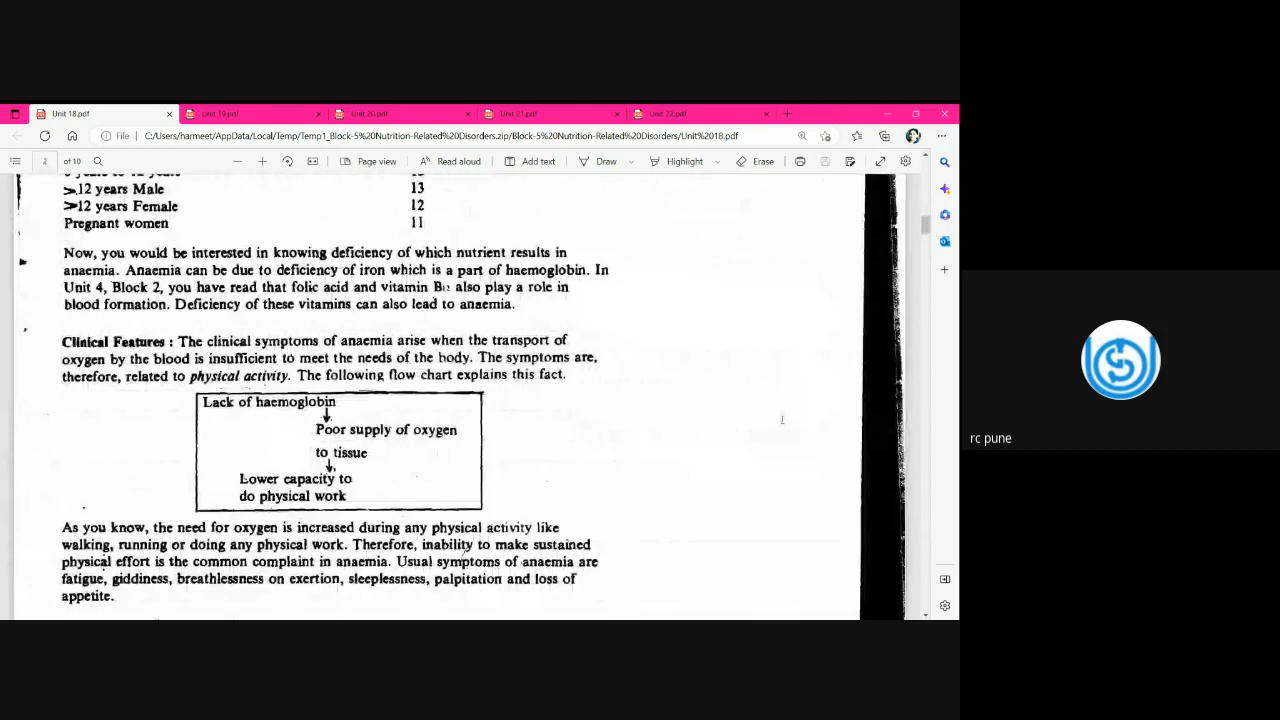 Unit 18.pdf
Unit 19.pdf
Unit 20.pdf
Unit 21.pdf
Unit 22.pdf
File
C:/Users/harmeet/AppData/Local/Temp/Temp1_Block-5%20Nutrition-Related%20Disorders.zip/Block-5%20Nutrition-Related%20Disorders/Unit%2018.pdf
2 of 10
Page view
Read aloud
Add text
Draw
Highlight
Erase
>12 years Male 13
>12 years Female 12
Pregnant women 11
Now, you would be interested in knowing deficiency of which nutrient results in
anaemia. Anaemia can be due to deficiency of iron which is a part of haemoglobin. In
Unit 4, Block 2, you have read that folic acid and vitamin B12 also play a role in
blood formation. Deficiency of these vitamins can also lead to anaemia.
Clinical Features : The clinical symptoms of anaemia arise when the transport of
oxygen by the blood is insufficient to meet the needs of the body. The symptoms are,
therefore, related to physical activity. The following flow chart explains this fact.
Lack of haemoglobin
Poor supply of oxygen
to tissue
Lower capacity to
do physical work
As you know, the need for oxygen is increased during any physical activity like
walking, running or doing any physical work. Therefore, inability to make sustained
physical effort is the common complaint in anaemia. Usual symptoms of anaemia are
fatigue, giddiness, breathlessness on exertion, sleeplessness, palpitation and loss of
appetite.
rc pune